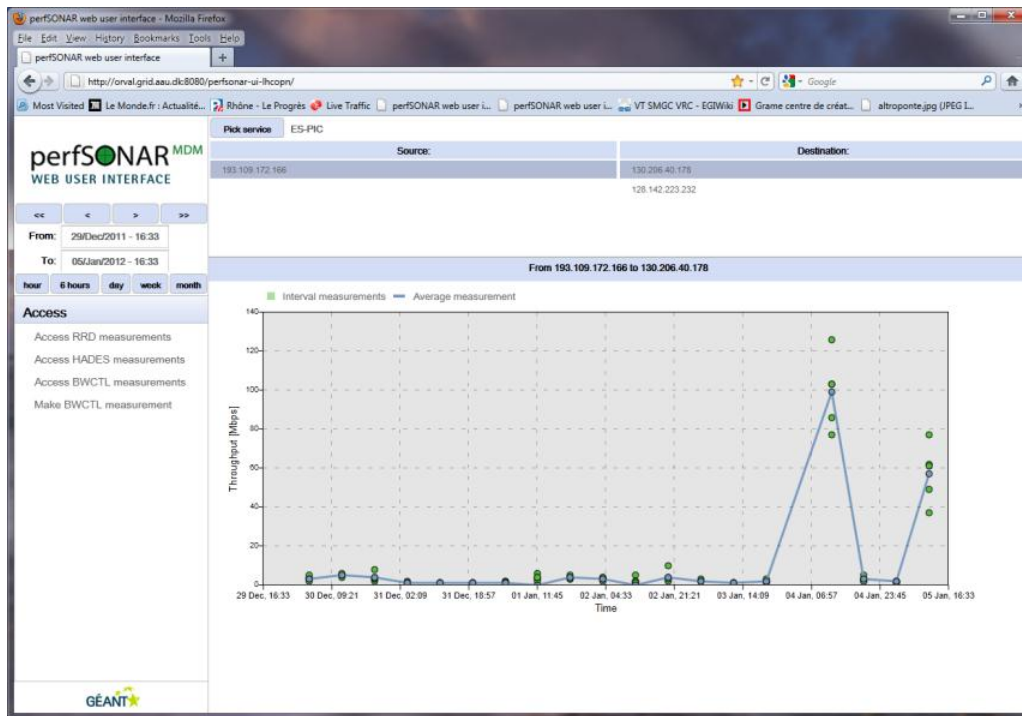 perfSONAR web user interface - Mozilla Firefox
File Edit View History Bookmarks Tools Help
perfSONAR web user interface
+
http://orval.grid.aau.dk:8080/perfsonar-ui-lhcopn/
Google
Most Visited Le Monde.fr : Actualité... Rhône - Le Progrès Live Traffic perfSONAR web user i... perfSONAR web user i... VT SMGC VRC - EGIWiki Grame centre de créat... altroponte.jpg (JPEG I...
Pick service ES-PIC
perfSONAR MDM
WEB USER INTERFACE
Source: Destination:
193.109.172.166 130.206.40.178
128.142.223.232
<< < > >>
From: 29/Dec/2011 - 16:33
To: 05/Jan/2012 - 16:33
hour 6 hours day week month
Access
Access RRD measurements
Access HADES measurements
Access BWCTL measurements
Make BWCTL measurement
From 193.109.172.166 to 130.206.40.178
Interval measurements Average measurement
Throughput [Mbps]
140
120
100
80
60
40
20
0
29 Dec, 16:33 30 Dec, 09:21 31 Dec, 02:09 31 Dec, 18:57 01 Jan, 11:45 02 Jan, 04:33 02 Jan, 21:21 03 Jan, 14:09 04 Jan, 06:57 04 Jan, 23:45 05 Jan, 16:33
Time
GÉANT